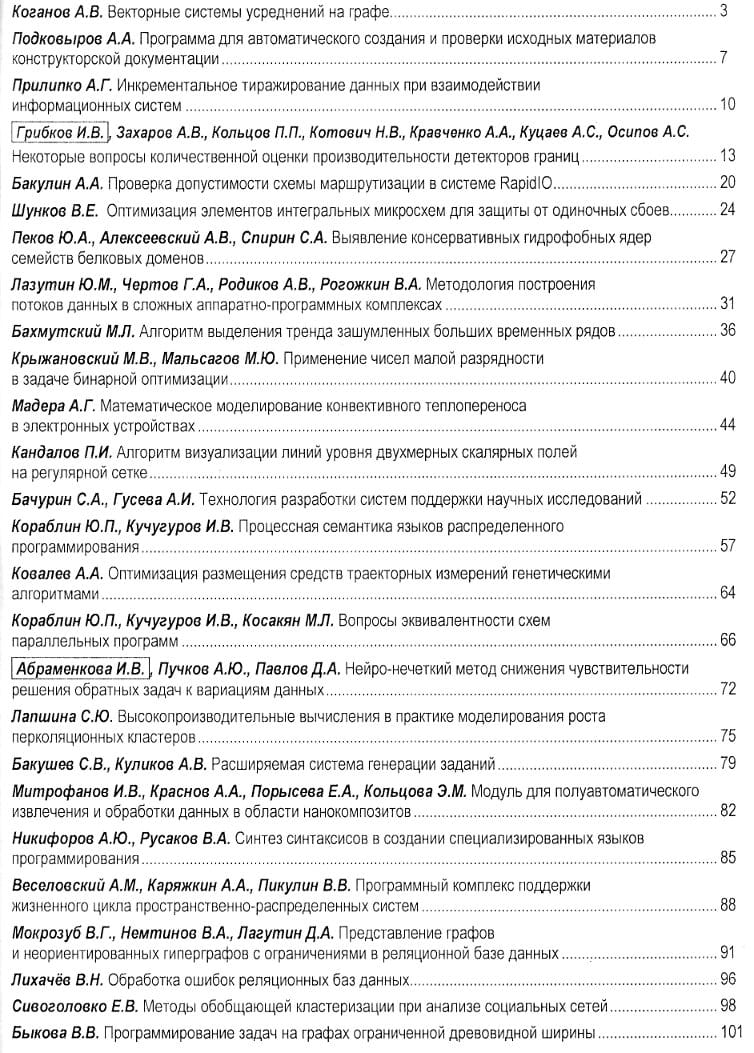 Коганов А.В. Векторные системы усреднений на графе 3
Подковыров А.А. Программа для автоматического создания и проверки исходных материалов
конструкторской документации 7
Прилипко А.Г. Инкрементальное тиражирование данных при взаимодействии
информационных систем 10
Грибков И.В., Захаров А.В., Кольцов П.П., Котович Н.В., Кравченко А.А., Куцаев А.С., Осипов А.С.
Некоторые вопросы количественной оценки производительности детекторов границ 13
Бакулин А.А. Проверка допустимости схемы маршрутизации в системе RapidIO 20
Шунков В.Е. Оптимизация элементов интегральных микросхем для защиты от одиночных сбоев 24
Пеков Ю.А., Алексеевский А.В., Спирин С.А. Выявление консервативных гидрофобных ядер
семейств белковых доменов 27
Лазутин Ю.М., Чертов Г.А., Родиков А.В., Рогожкин В.А. Методология построения
потоков данных в сложных аппаратно-программных комплексах 31
Бахмутский М.Л. Алгоритм выделения тренда зашумленных больших временных рядов 36
Крыжановский М.В., Мальсагов М.Ю. Применение чисел малой разрядности
в задаче бинарной оптимизации 40
Мадера А.Г. Математическое моделирование конвективного теплопереноса
в электронных устройствах 44
Кандалов П.И. Алгоритм визуализации линий уровня двухмерных скалярных полей
на регулярной сетке 49
Бачурин С.А., Гусева А.И. Технология разработки систем поддержки научных исследований 52
Кораблин Ю.П., Кучугуров И.В. Процессная семантика языков распределенного
программирования 57
Ковалев А.А. Оптимизация размещения средств траекторных измерений генетическими
алгоритмами 64
Кораблин Ю.П., Кучугуров И.В., Косакян М.Л. Вопросы эквивалентности схем
параллельных программ 66
Абраменкова И.В., Пучков А.Ю., Павлов Д.А. Нейро-нечеткий метод снижения чувствительности
решения обратных задач к вариациям данных 72
Лапшина С.Ю. Высокопроизводительные вычисления в практике моделирования роста
перколяционных кластеров 75
Бакушев С.В., Куликов А.В. Расширяемая система генерации заданий 79
Митрофанов И.В., Краснов А.А., Порысева Е.А., Кольцова Э.М. Модуль для полуавтоматического
извлечения и обработки данных в области нанокомпозитов 82
Никифоров А.Ю., Русаков В.А. Синтез синтаксисов в создании специализированных языков
программирования 85
Веселовский А.М., Каряжкин А.А., Пикулин В.В. Программный комплекс поддержки
жизненного цикла пространственно-распределенных систем 88
Мокрозуб В.Г., Немтинов В.А., Лагутин Д.А. Представление графов
и неориентированных гиперграфов с ограничениями в реляционной базе данных 91
Лихачёв В.Н. Обработка ошибок реляционных баз данных 96
Сивоголовко Е.В. Методы обобщающей кластеризации при анализе социальных сетей 98
Быкова В.В. Программирование задач на графах ограниченной древовидной ширины 101